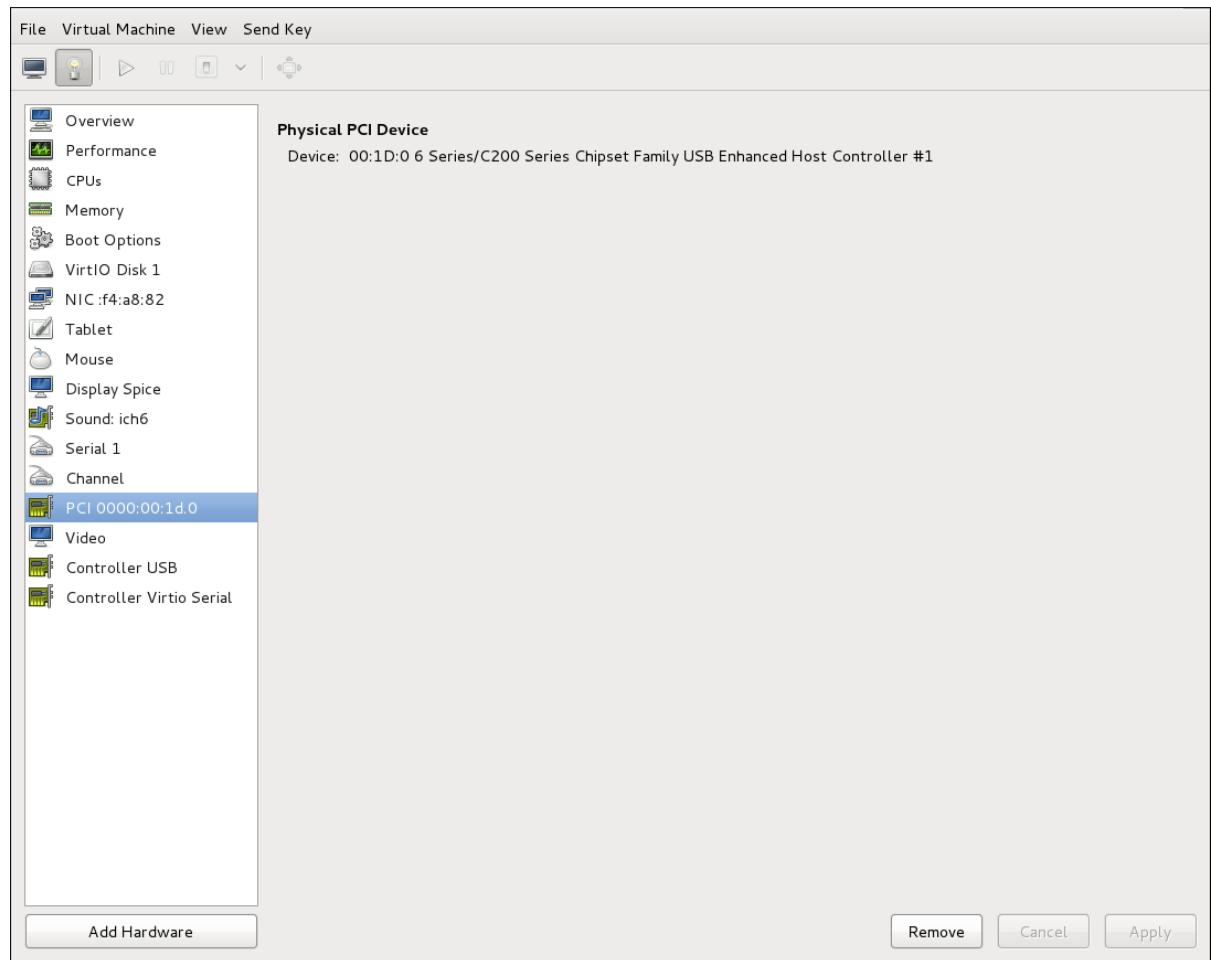 File Virtual Machine View Send Key
Overview
Performance
CPUs
Memory
Boot Options
VirtIO Disk 1
NIC :f4:a8:82
Tablet
Mouse
Display Spice
Sound: ich6
Serial 1
Channel
PCI 0000:00:1d.0
Video
Controller USB
Controller Virtio Serial
Add Hardware
Physical PCI Device
Device: 00:1D:0 6 Series/C200 Series Chipset Family USB Enhanced Host Controller #1
Remove Cancel Apply